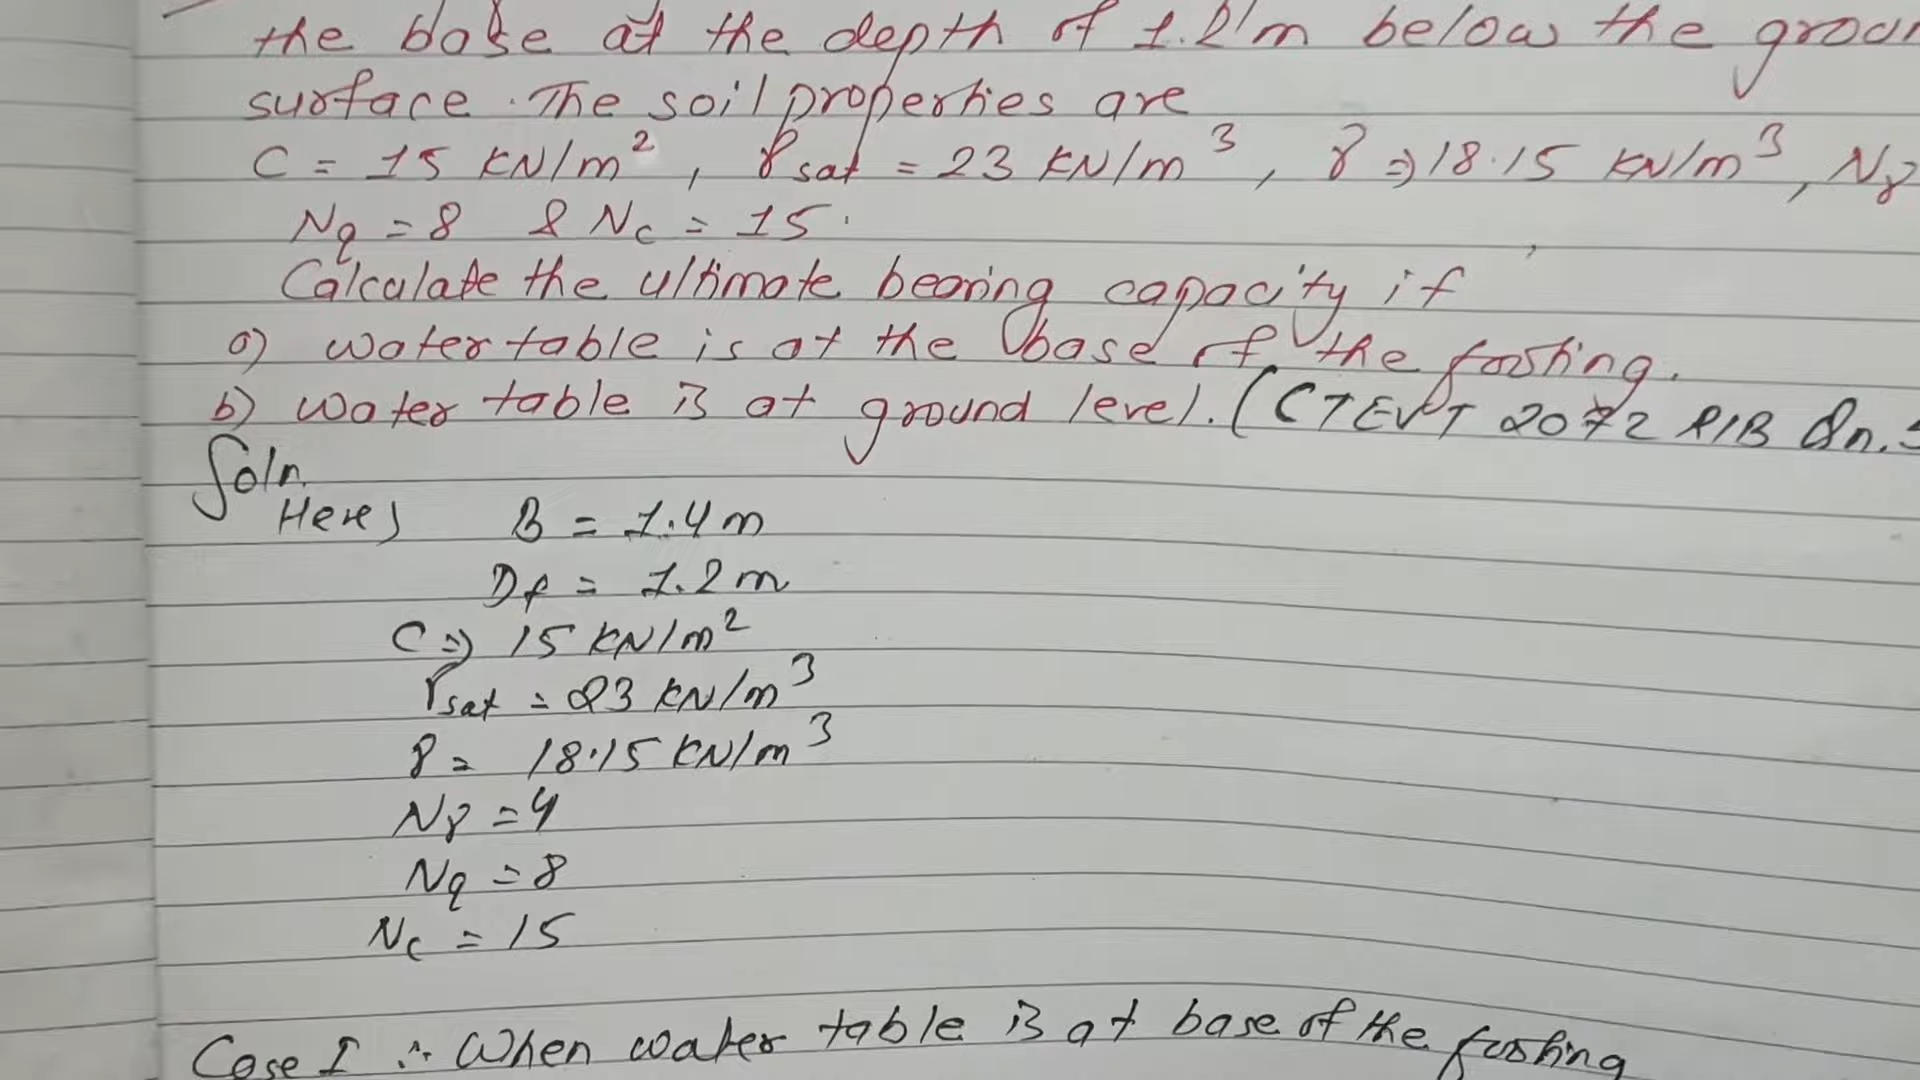 the base at the depth of 1.2m below the groun
surface. The soil properties are
C = 15 KN/m², γsat = 23 KN/m³, γ ⇒ 18.15 KN/m³, Nγ
Nq = 8 & Nc = 15.
Calculate the ultimate bearing capacity if
a) water table is at the base of the footing.
b) water table is at ground level. (CTEVT 2072 R/B Qn.
Soln
Here, B = 1.4m
Df = 1.2m
C ⇒ 15 KN/m²
γsat = 23 KN/m³
γ = 18.15 KN/m³
Nγ = 4
Nq = 8
Nc = 15
Case I ∴ When water table is at base of the footing